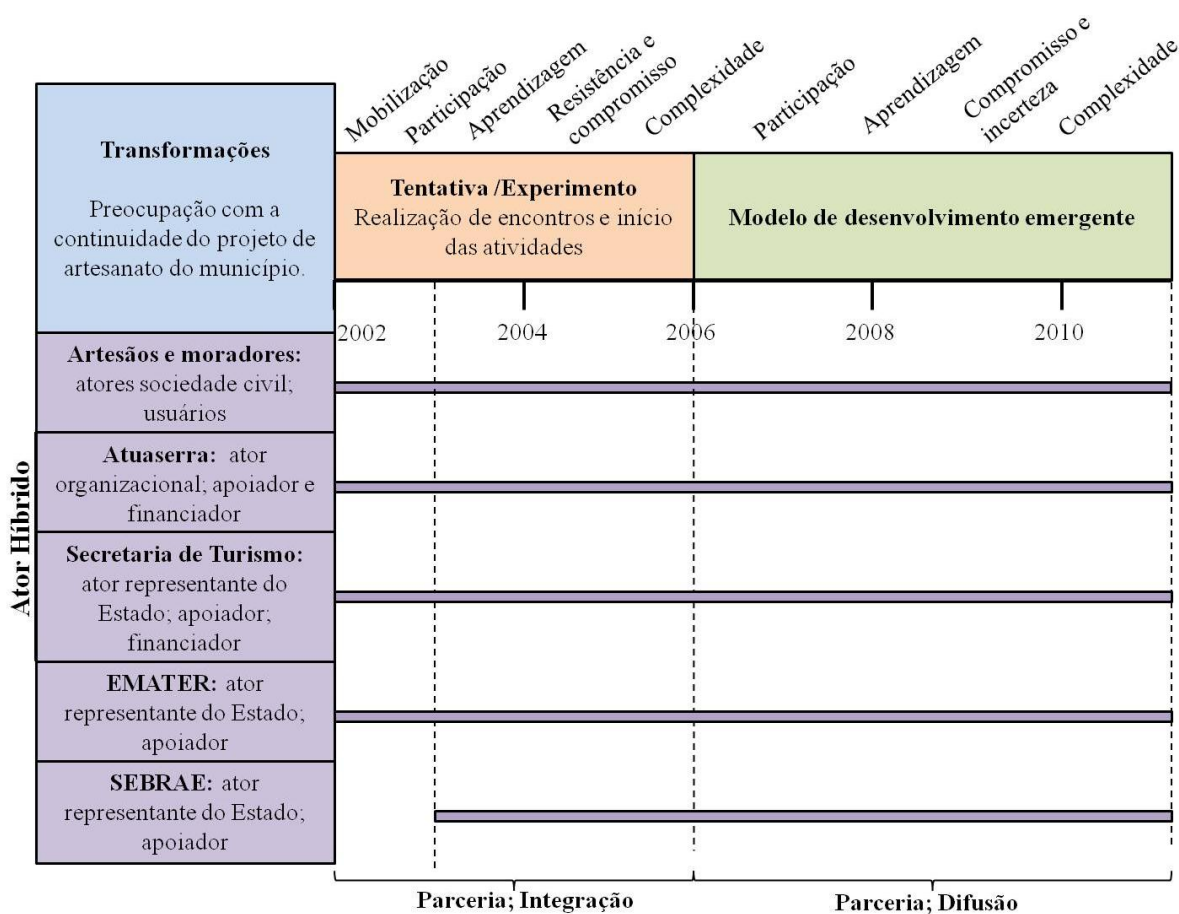 Mobilização
Participação
Aprendizagem
Resistência e
compromisso
Complexidade
Participação
Aprendizagem
Compromisso e
incerteza
Complexidade
Transformações
Preocupação com a
continuidade do projeto de
artesanato do município.
Tentativa /Experimento
Realização de encontros e início
das atividades
Modelo de desenvolvimento emergente
2002
2004
2006
2008
2010
Ator Híbrido
Artesãos e moradores:
atores sociedade civil;
usuários
Atuaserra: ator
organizacional; apoiador e
financiador
Secretaria de Turismo:
ator representante do
Estado; apoiador;
financiador
EMATER: ator
representante do Estado;
apoiador
SEBRAE: ator
representante do Estado;
apoiador
Parceria; Integração
Parceria; Difusão